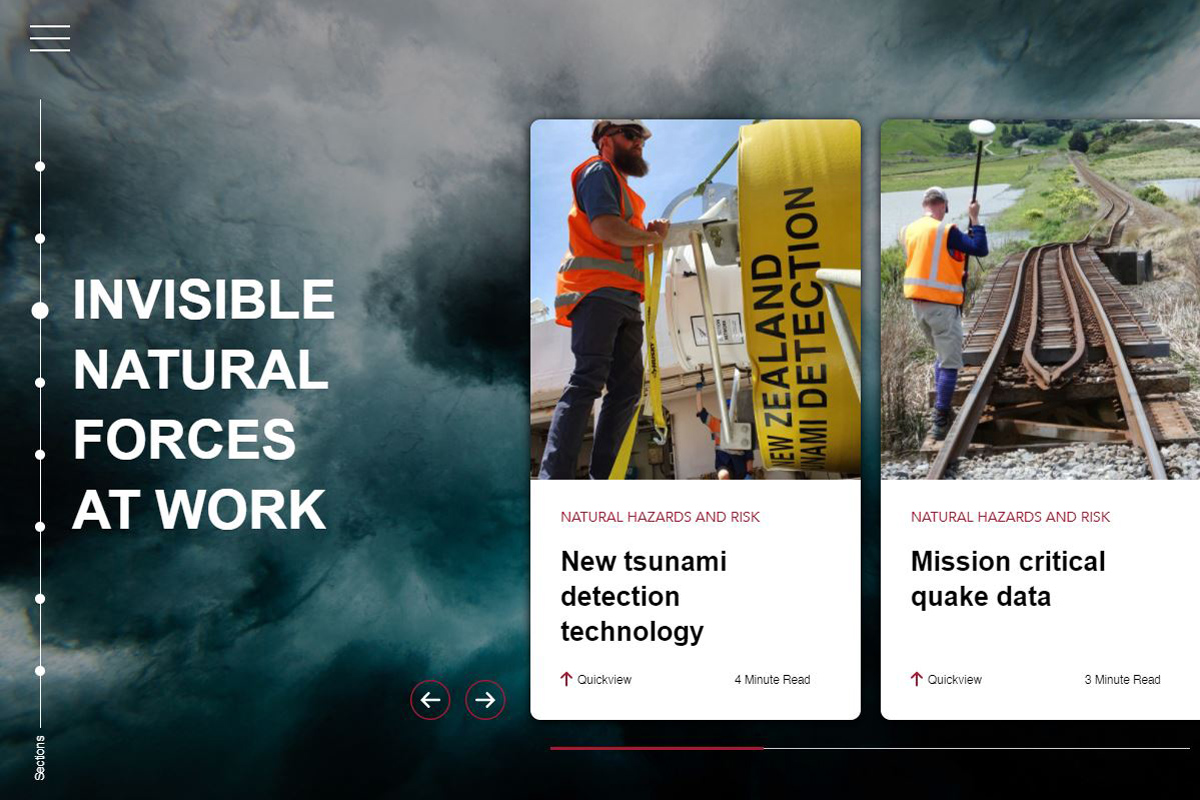 INVISIBLE
NATURAL
FORCES
AT WORK
NEW ZEALAND
TSUNAMI DETECTION
NATURAL HAZARDS AND RISK
New tsunami
detection
technology
Quickview
4 Minute Read
NATURAL HAZARDS AND RISK
Mission critical
quake data
Quickview
3 Minute Read
Sections